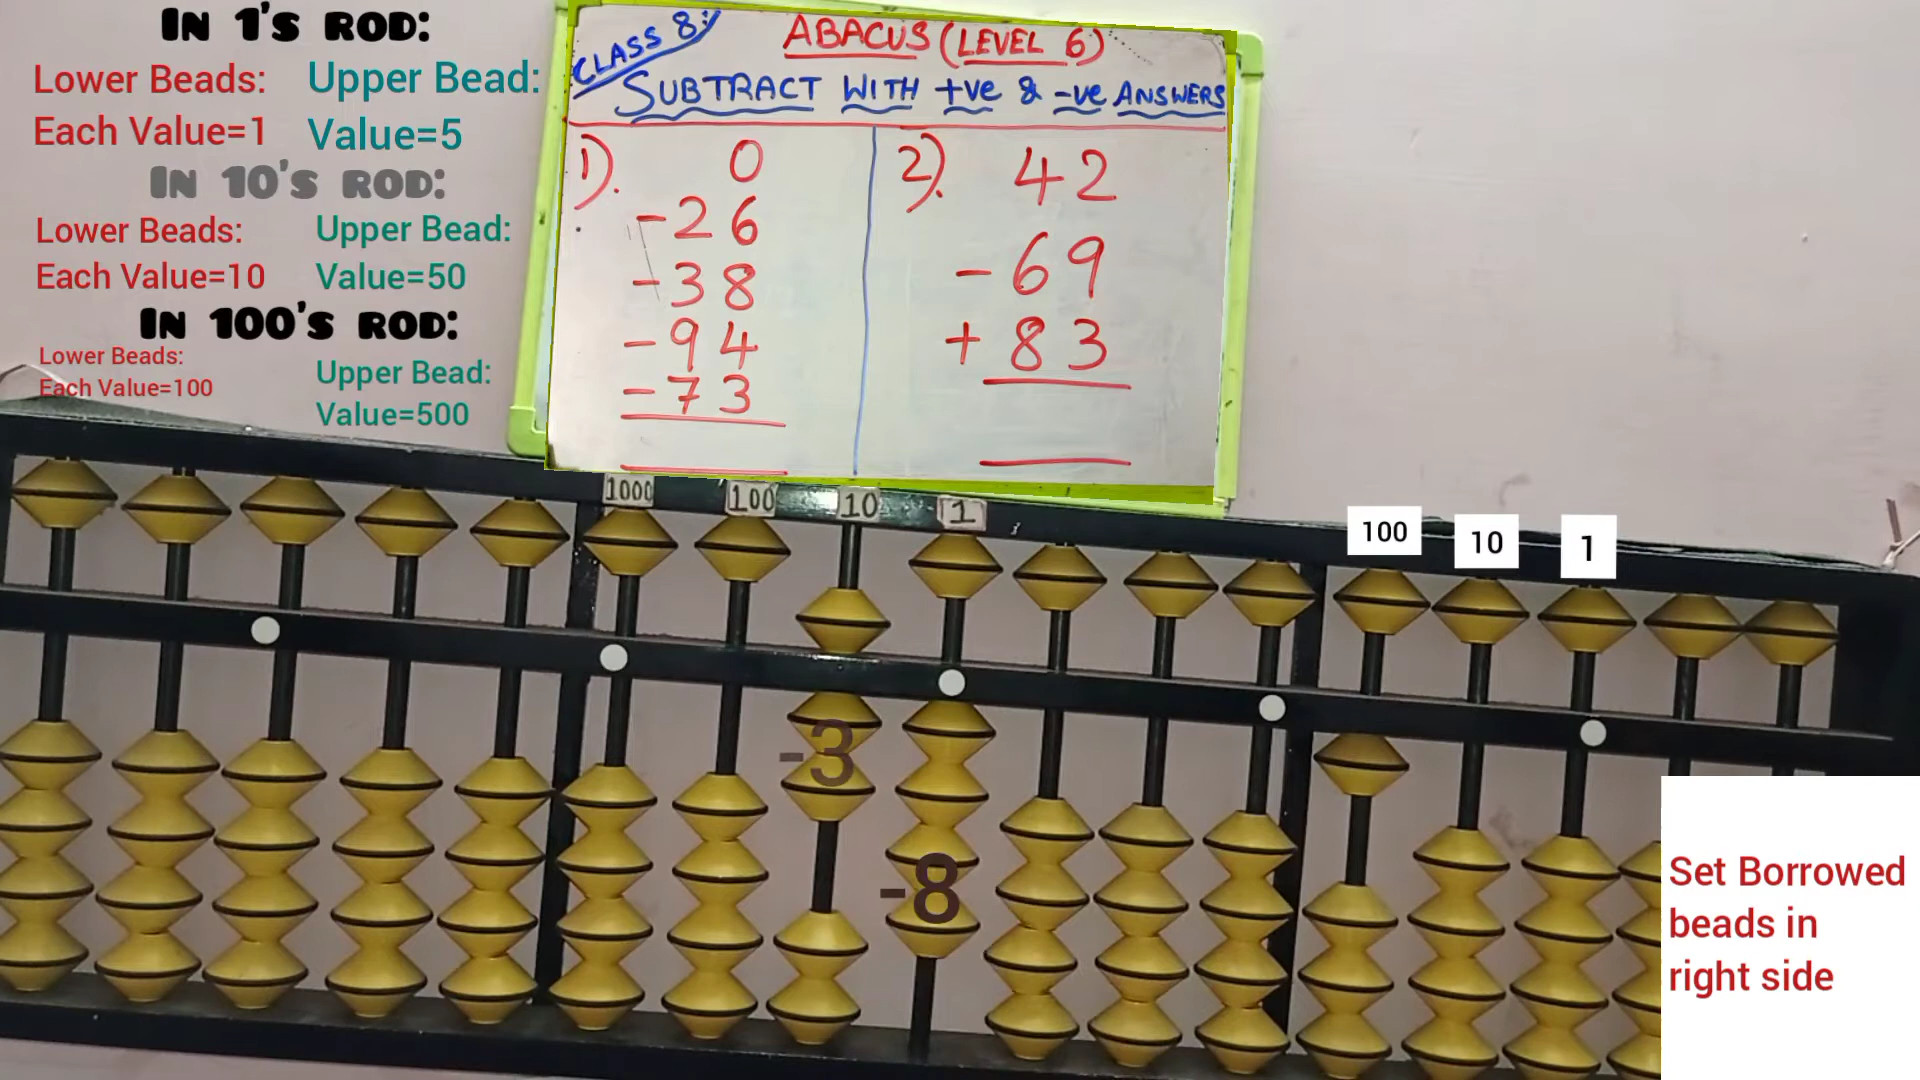 IN 1'S ROD:
Lower Beads: Upper Bead:
Each Value=1 Value=5
IN 10'S ROD:
Lower Beads: Upper Bead:
Each Value=10 Value=50
IN 100'S ROD:
Lower Beads: Upper Bead:
Each Value=100 Value=500
CLASS 8:
ABACUS (LEVEL 6)
SUBTRACT WITH +ve & -ve ANSWERS
1). 0
-26
-38
-94
-73
2). 42
-69
+83
1000 100 10 1
100 10 1
-3
-8
Set Borrowed
beads in
right side